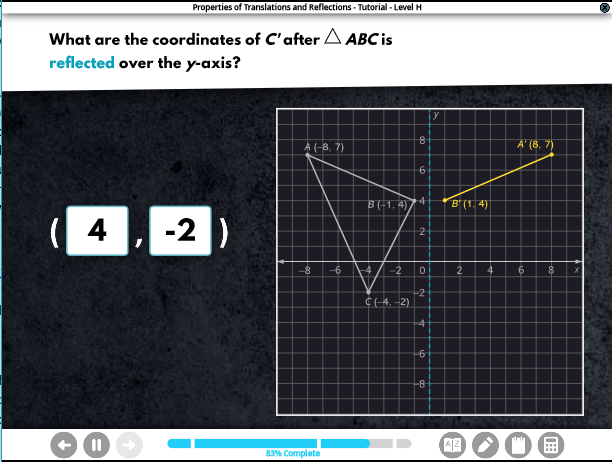 Properties of Translations and Reflections - Tutorial - Level H
What are the coordinates of C' after △ ABC is
reflected over the y-axis?
( 4 , -2 )
y
A (−8, 7)
A' (8, 7)
B (−1, 4)
B' (1, 4)
C (−4, −2)
8
6
4
2
−8 −6 −4 −2 0 2 4 6 8 x
−2
−4
−6
−8
83% Complete
A Z